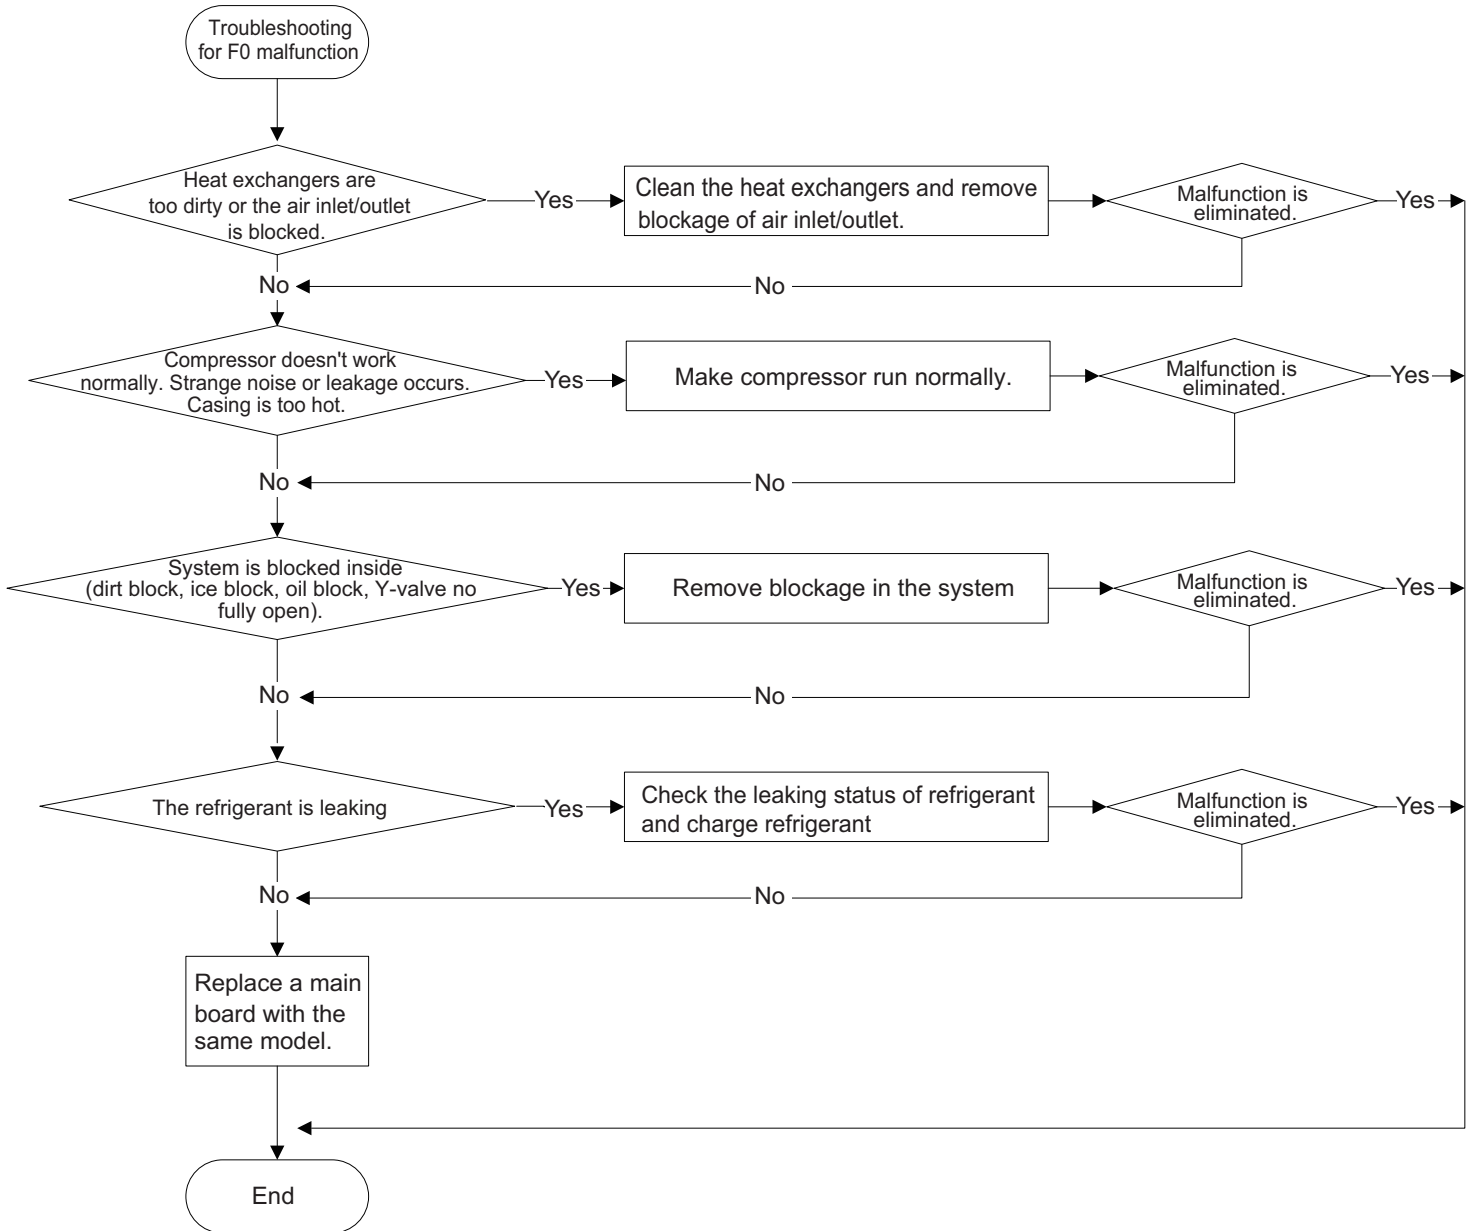 Troubleshooting
for F0 malfunction
Heat exchangers are
too dirty or the air inlet/outlet
is blocked.
Yes
Clean the heat exchangers and remove
blockage of air inlet/outlet.
Malfunction is
eliminated.
Yes
No
No
Compressor doesn't work
normally. Strange noise or leakage occurs.
Casing is too hot.
Yes
Make compressor run normally.
Malfunction is
eliminated.
Yes
No
No
System is blocked inside
(dirt block, ice block, oil block, Y-valve no
fully open).
Yes
Remove blockage in the system
Malfunction is
eliminated.
Yes
No
No
The refrigerant is leaking
Yes
Check the leaking status of refrigerant
and charge refrigerant
Malfunction is
eliminated.
Yes
No
No
Replace a main
board with the
same model.
End